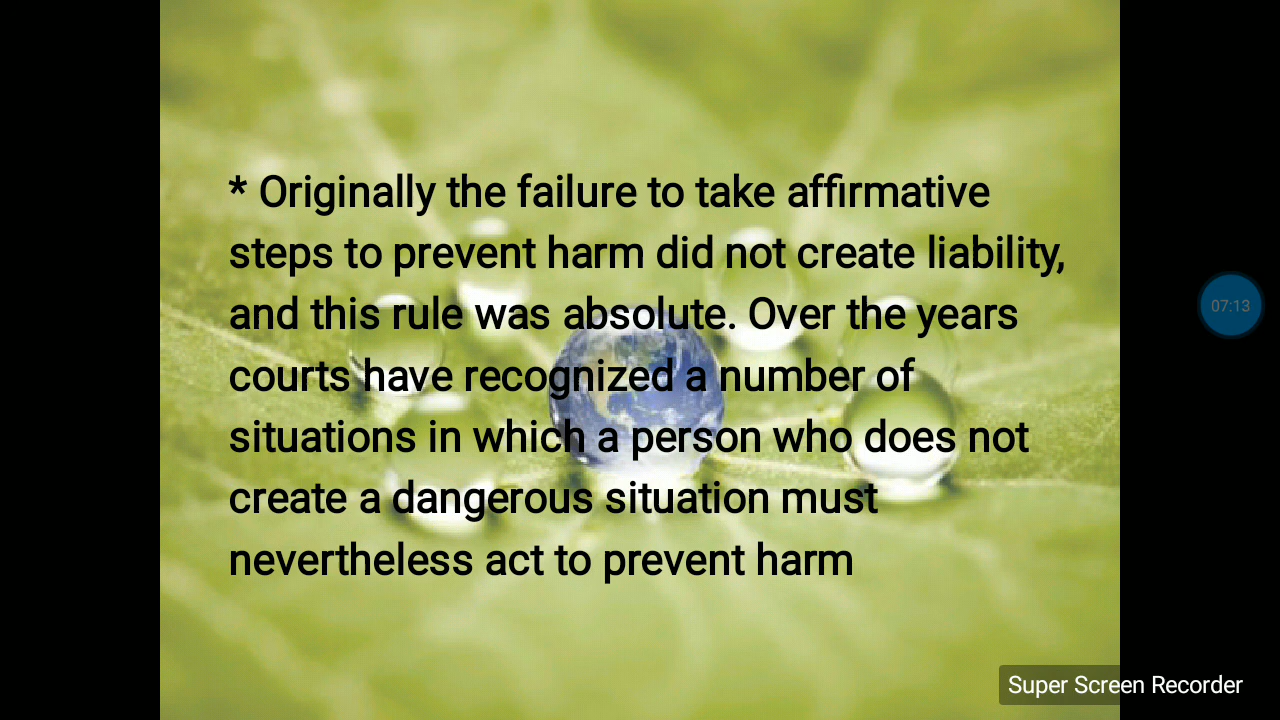 * Originally the failure to take affirmative
steps to prevent harm did not create liability,
and this rule was absolute. Over the years
courts have recognized a number of
situations in which a person who does not
create a dangerous situation must
nevertheless act to prevent harm
07:13
Super Screen Recorder